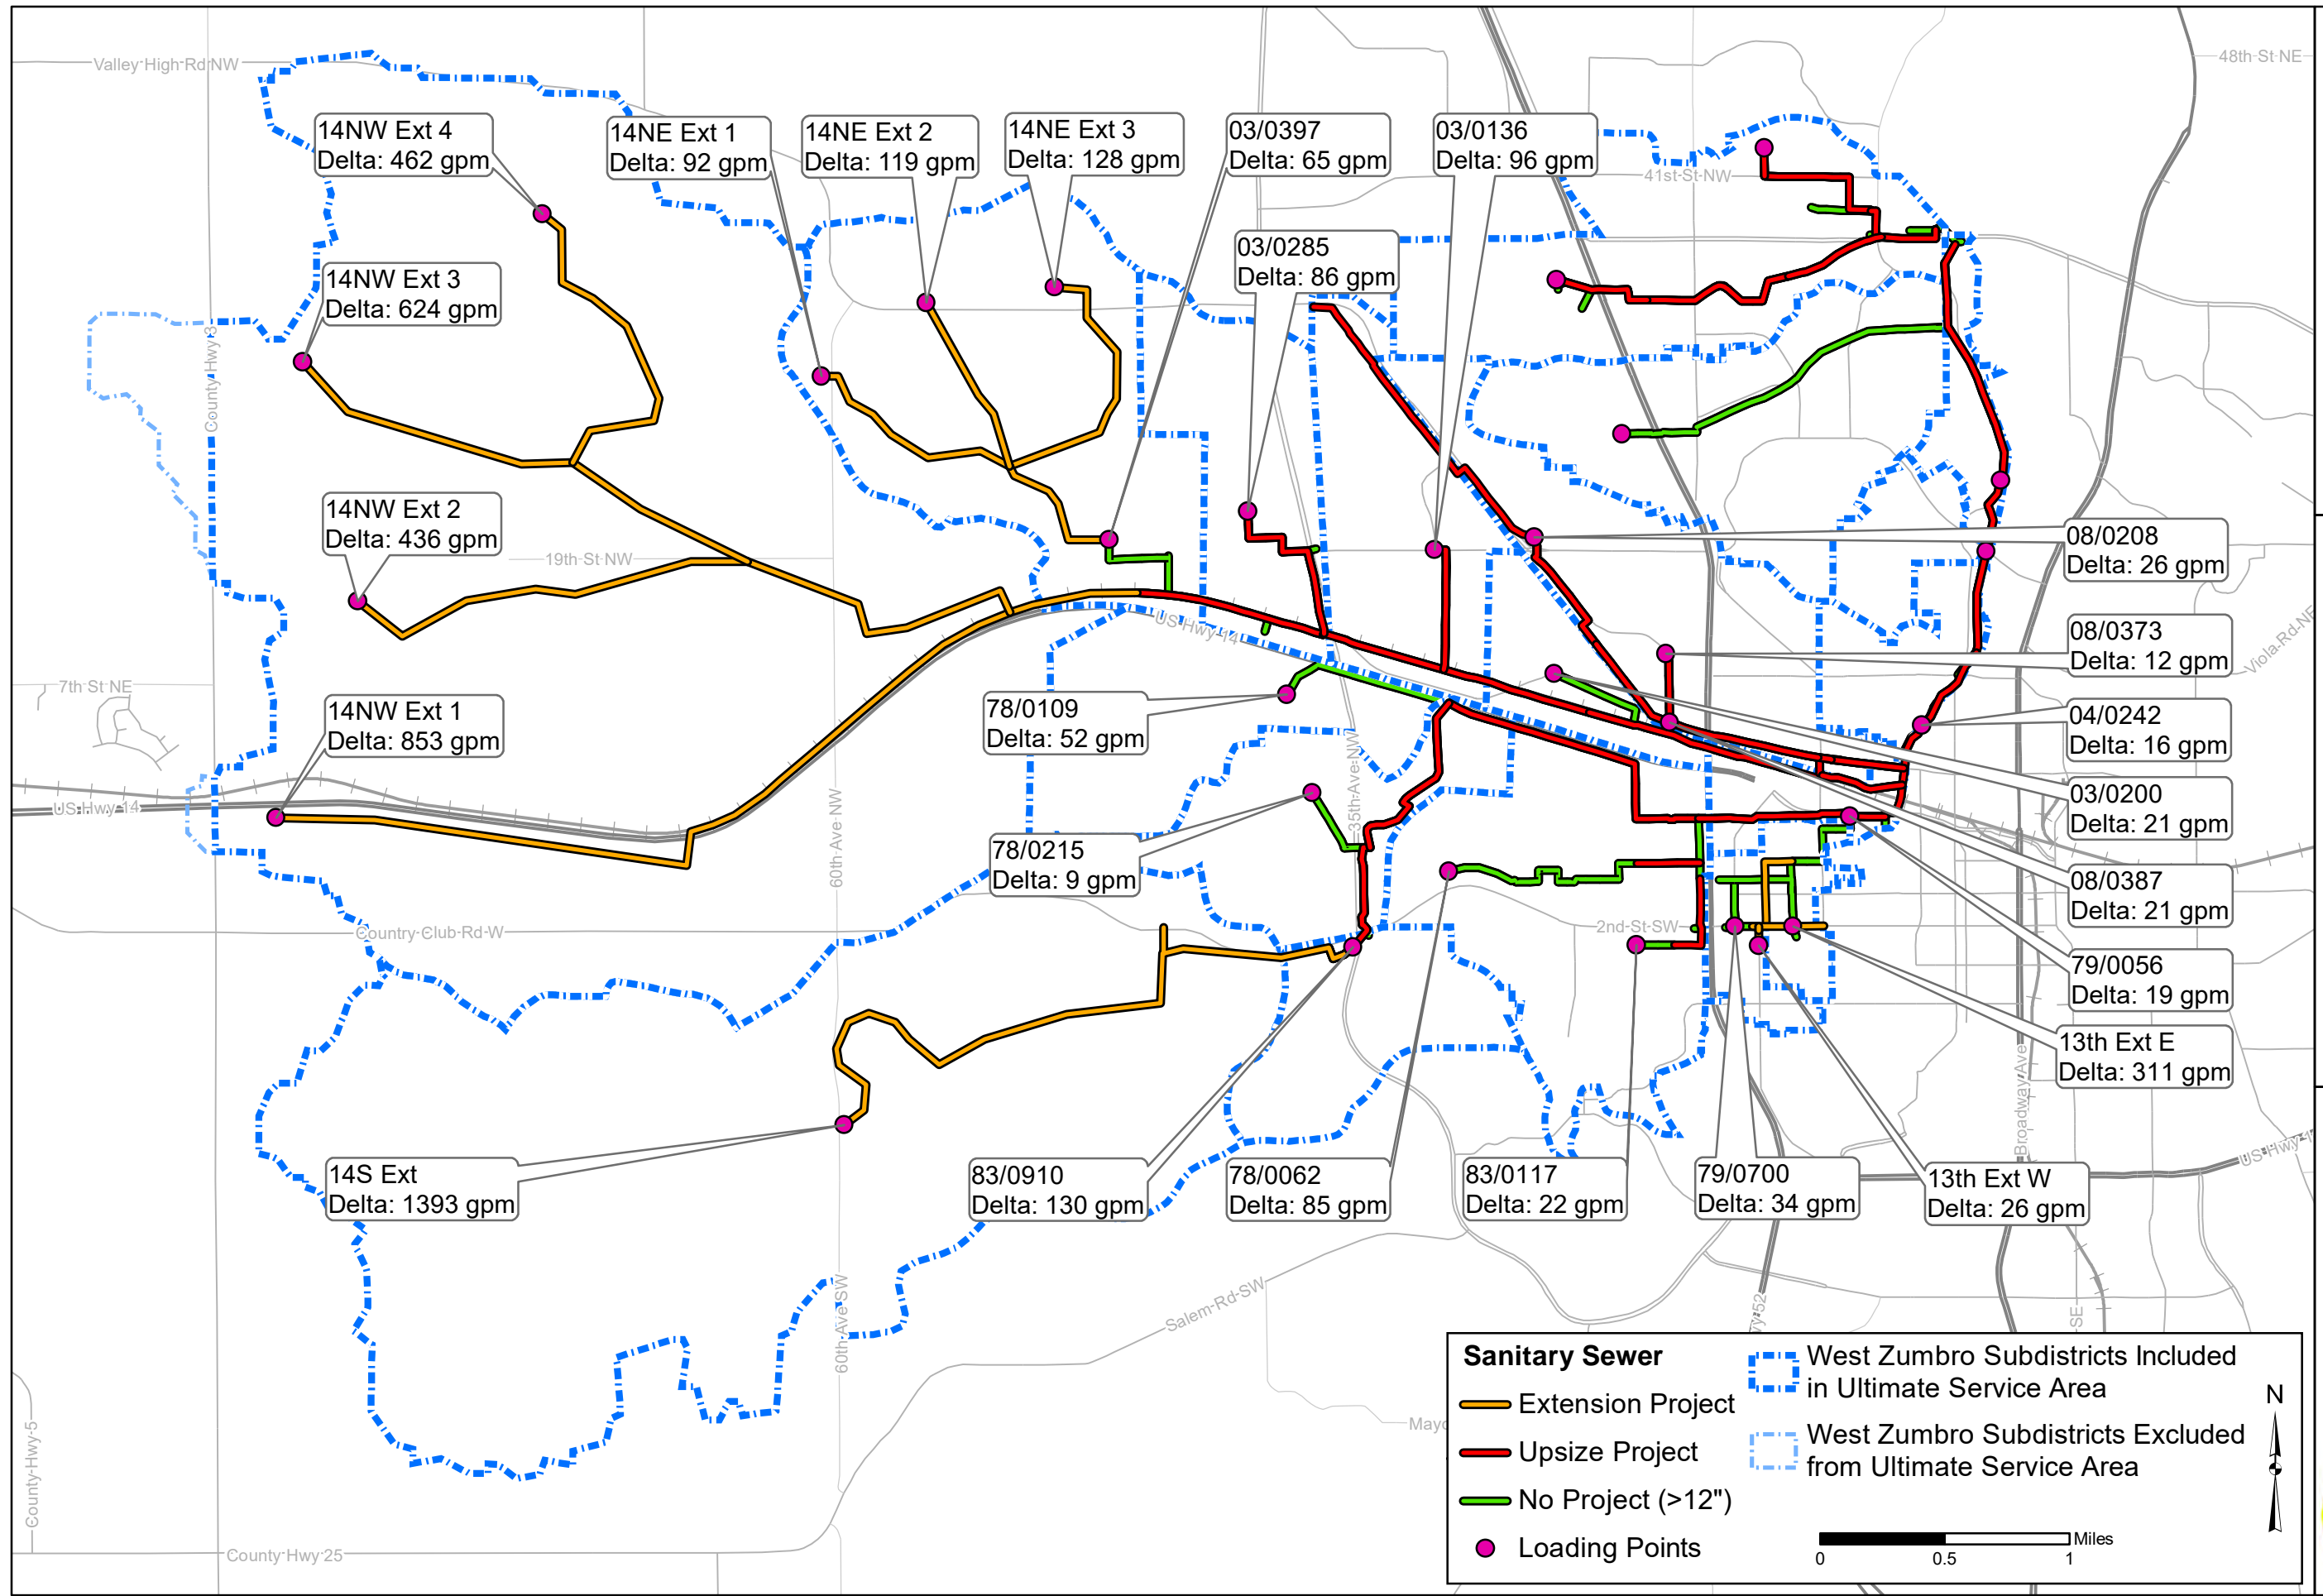 Valley High Rd NW
48th St NE
14NW Ext 4
Delta: 462 gpm
14NE Ext 1
Delta: 92 gpm
14NE Ext 2
Delta: 119 gpm
14NE Ext 3
Delta: 128 gpm
03/0397
Delta: 65 gpm
03/0136
Delta: 96 gpm
41st St NW
03/0285
Delta: 86 gpm
14NW Ext 3
Delta: 624 gpm
County Hwy 3
14NW Ext 2
Delta: 436 gpm
19th St NW
08/0208
Delta: 26 gpm
US Hwy 14
08/0373
Delta: 12 gpm
Viola Rd NE
7th St NE
14NW Ext 1
Delta: 853 gpm
78/0109
Delta: 52 gpm
04/0242
Delta: 16 gpm
35th Ave NW
US Hwy 14
60th Ave NW
03/0200
Delta: 21 gpm
78/0215
Delta: 9 gpm
08/0387
Delta: 21 gpm
Country Club Rd W
2nd St SW
79/0056
Delta: 19 gpm
13th Ext E
Delta: 311 gpm
Broadway Ave
US Hwy 1
14S Ext
Delta: 1393 gpm
83/0910
Delta: 130 gpm
78/0062
Delta: 85 gpm
83/0117
Delta: 22 gpm
79/0700
Delta: 34 gpm
13th Ext W
Delta: 26 gpm
60th Ave SW
Salem Rd SW
wy 52
SE
County Hwy 5
County Hwy 25
Mayo
Sanitary Sewer
Extension Project
Upsize Project
No Project (>12")
Loading Points
West Zumbro Subdistricts Included
in Ultimate Service Area
West Zumbro Subdistricts Excluded
from Ultimate Service Area
N
Miles
0 0.5 1